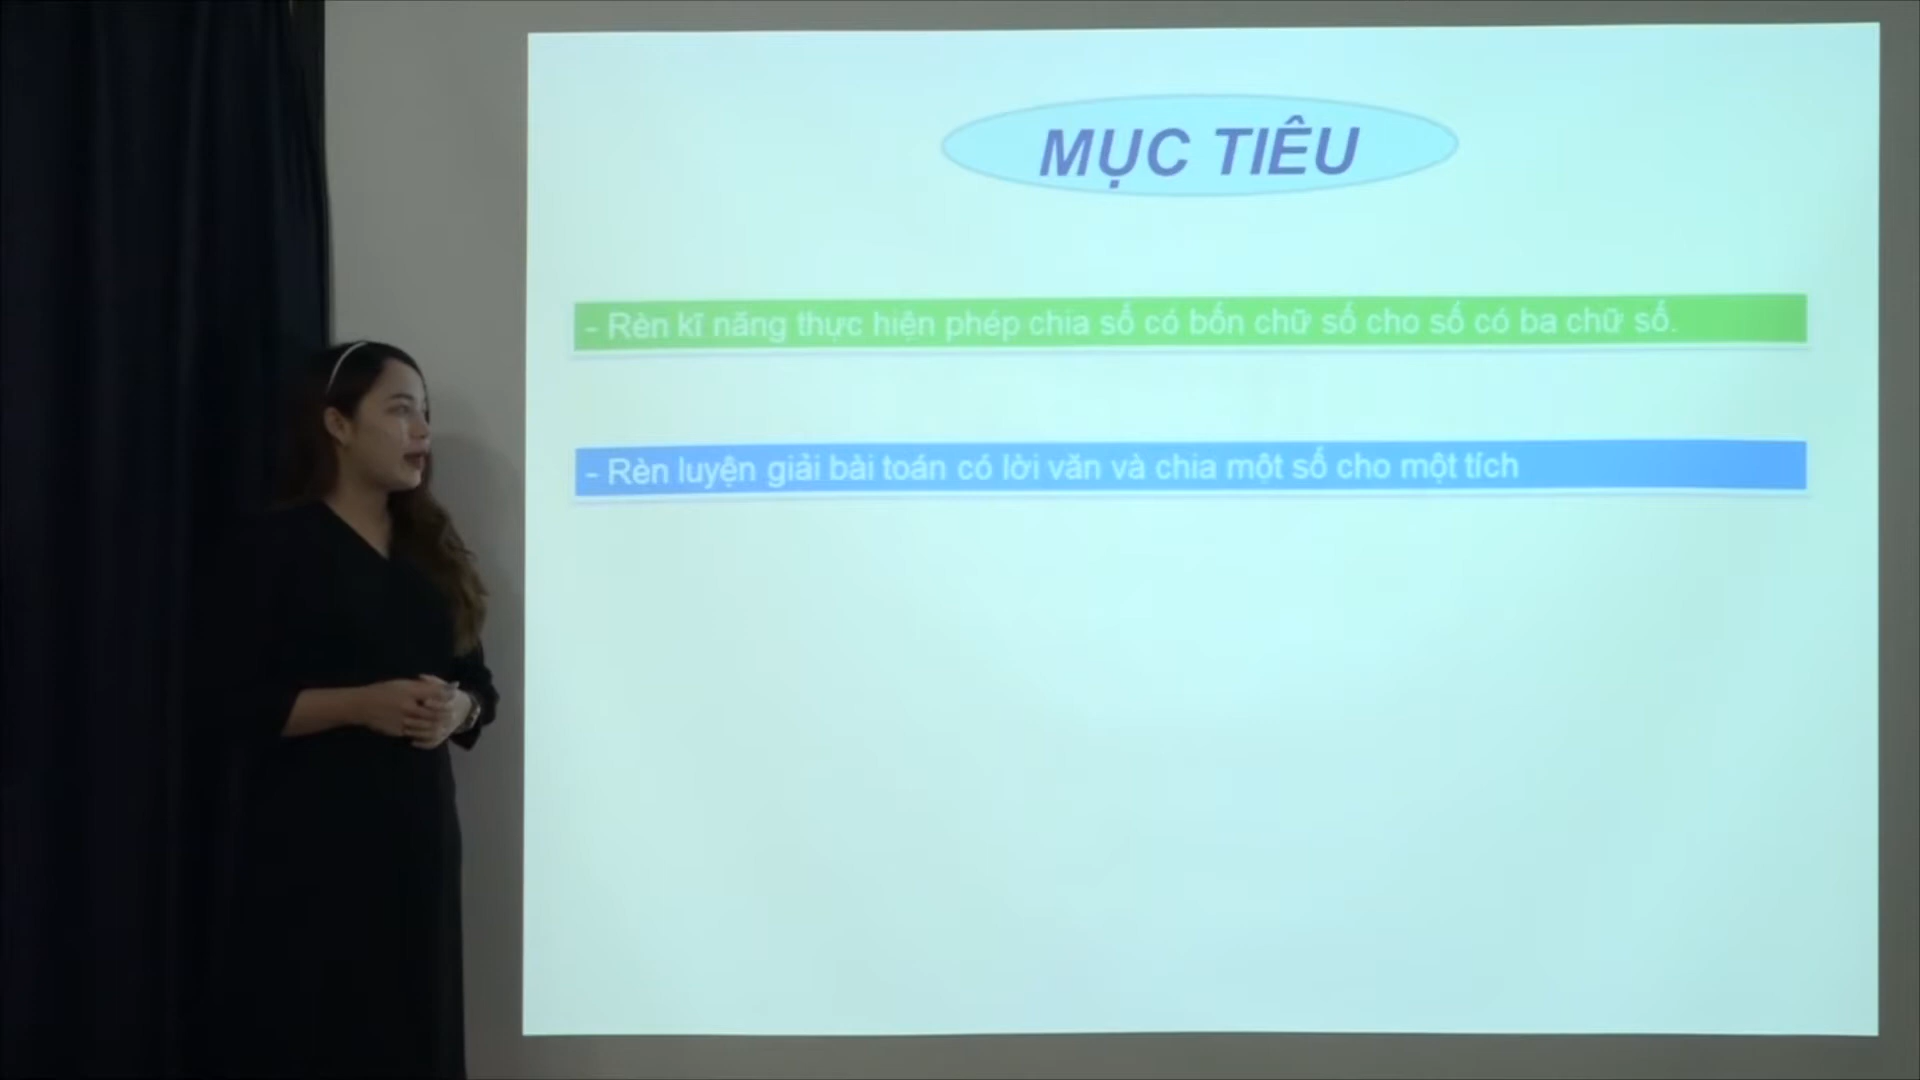 MỤC TIÊU
- Rèn kĩ năng thực hiện phép chia số có bốn chữ số cho số có ba chữ số.
- Rèn luyện giải bài toán có lời văn và chia một số cho một tích